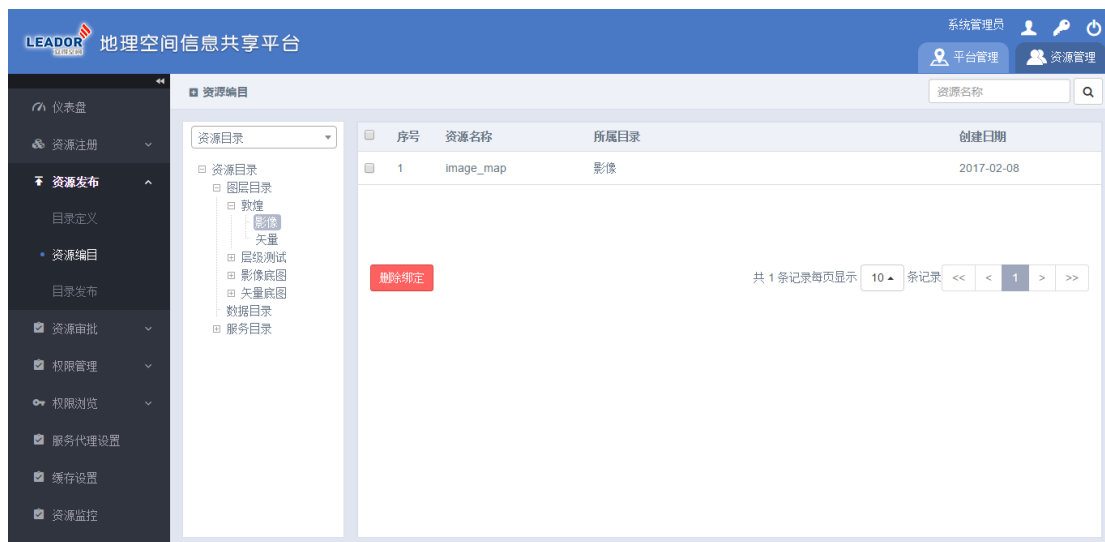 系统管理员
LEADOR 地理空间信息共享平台
立得空间
平台管理 资源管理
仪表盘
资源注册
资源发布
目录定义
资源编目
目录发布
资源审批
权限管理
权限浏览
服务代理设置
缓存设置
资源监控
资源编目
资源名称
资源目录
资源目录
图层目录
敦煌
影像
矢量
层级测试
影像底图
矢量底图
数据目录
服务目录
序号 资源名称 所属目录 创建日期
1 image_map 影像 2017-02-08
删除绑定
共 1 条记录每页显示 10 条记录 << < 1 > >>